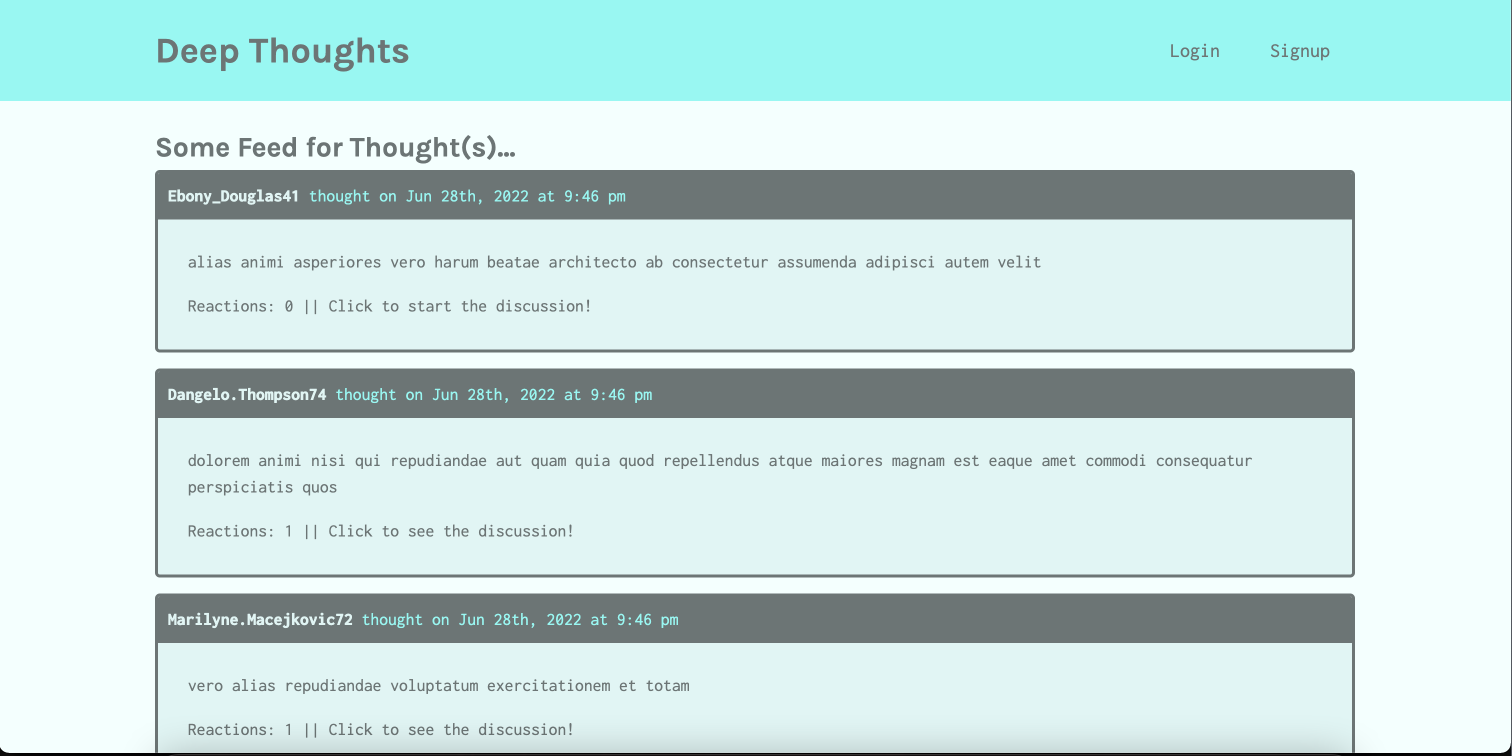 Deep Thoughts
Login
Signup
Some Feed for Thought(s)...
Ebony_Douglas41 thought on Jun 28th, 2022 at 9:46 pm
alias animi asperiores vero harum beatae architecto ab consectetur assumenda adipisci autem velit
Reactions: 0 || Click to start the discussion!
Dangelo.Thompson74 thought on Jun 28th, 2022 at 9:46 pm
dolorem animi nisi qui repudiandae aut quam quia quod repellendus atque maiores magnam est eaque amet commodi consequatur
perspiciatis quos
Reactions: 1 || Click to see the discussion!
Marilyne.Macejkovic72 thought on Jun 28th, 2022 at 9:46 pm
vero alias repudiandae voluptatum exercitationem et totam
Reactions: 1 || Click to see the discussion!